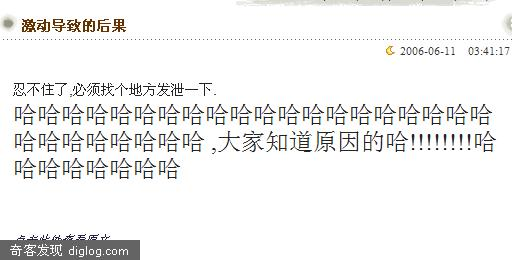 激动导致的后果
2006-06-11 03:41:17
忍不住了,必须找个地方发泄一下.
哈哈哈哈哈哈哈哈哈哈哈哈哈哈哈哈哈哈哈哈
哈哈哈哈哈哈哈哈 ,大家知道原因的哈!!!!!!!!哈
哈哈哈哈哈哈哈
奇客发现 diglog.com